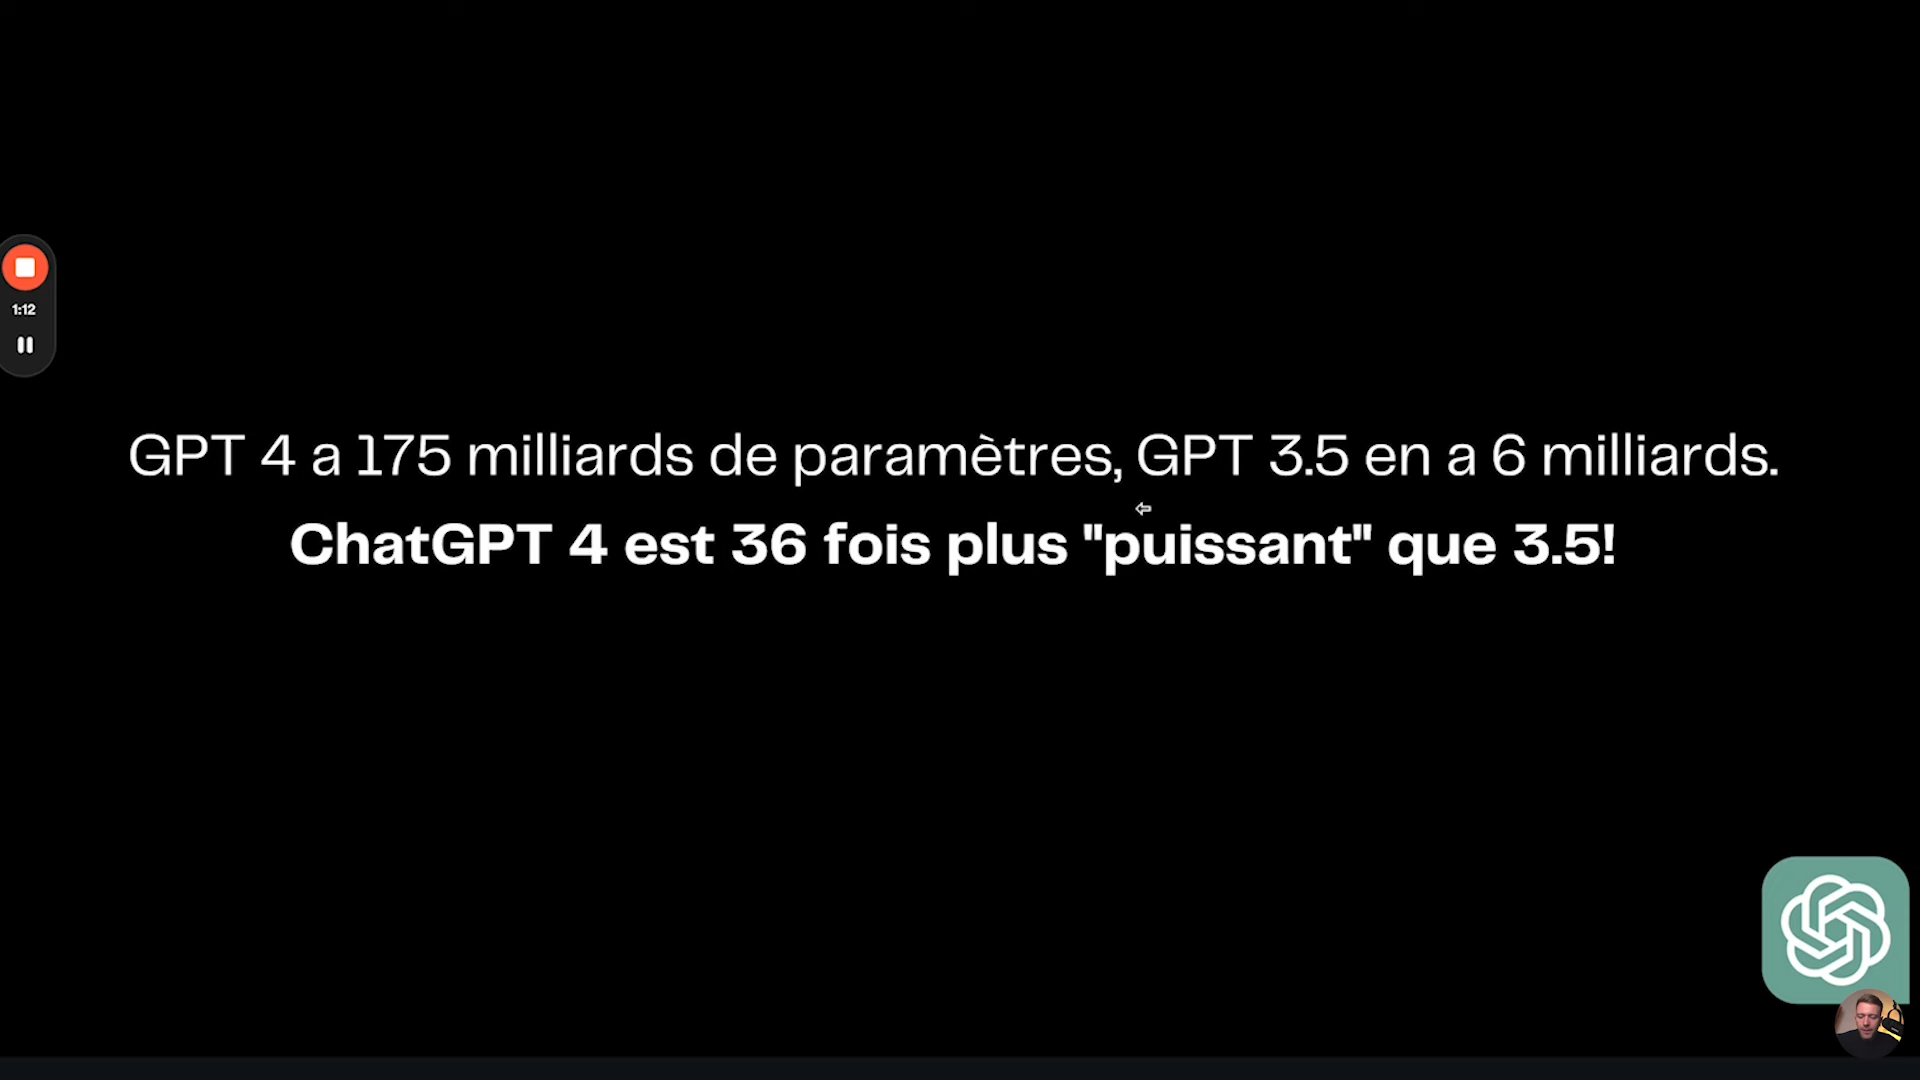 1:12
GPT 4 a 175 milliards de paramètres, GPT 3.5 en a 6 milliards.
ChatGPT 4 est 36 fois plus "puissant" que 3.5!